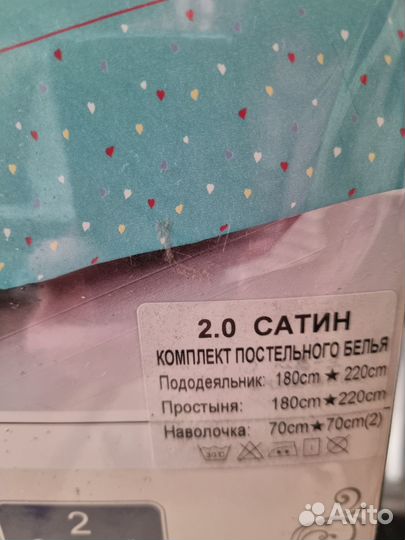 2.0 САТИН
КОМПЛЕКТ ПОСТЕЛЬНОГО БЕЛЬЯ
Пододеяльник: 180cm★220cm
Простыня: 180cm★220cm
Наволочка: 70cm★70cm(2)
2
Avito